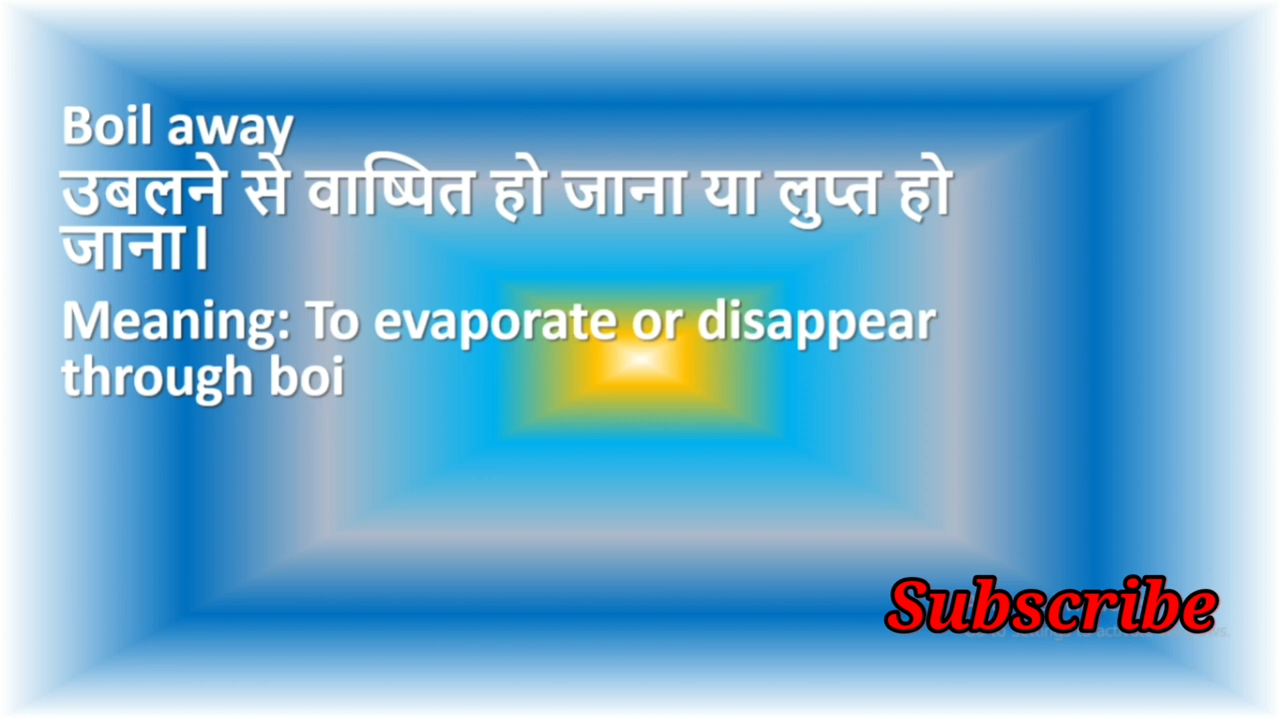 Boil away
उबलने से वाष्पित हो जाना या लुप्त हो
जाना।
Meaning: To evaporate or disappear
through boi
Subscribe